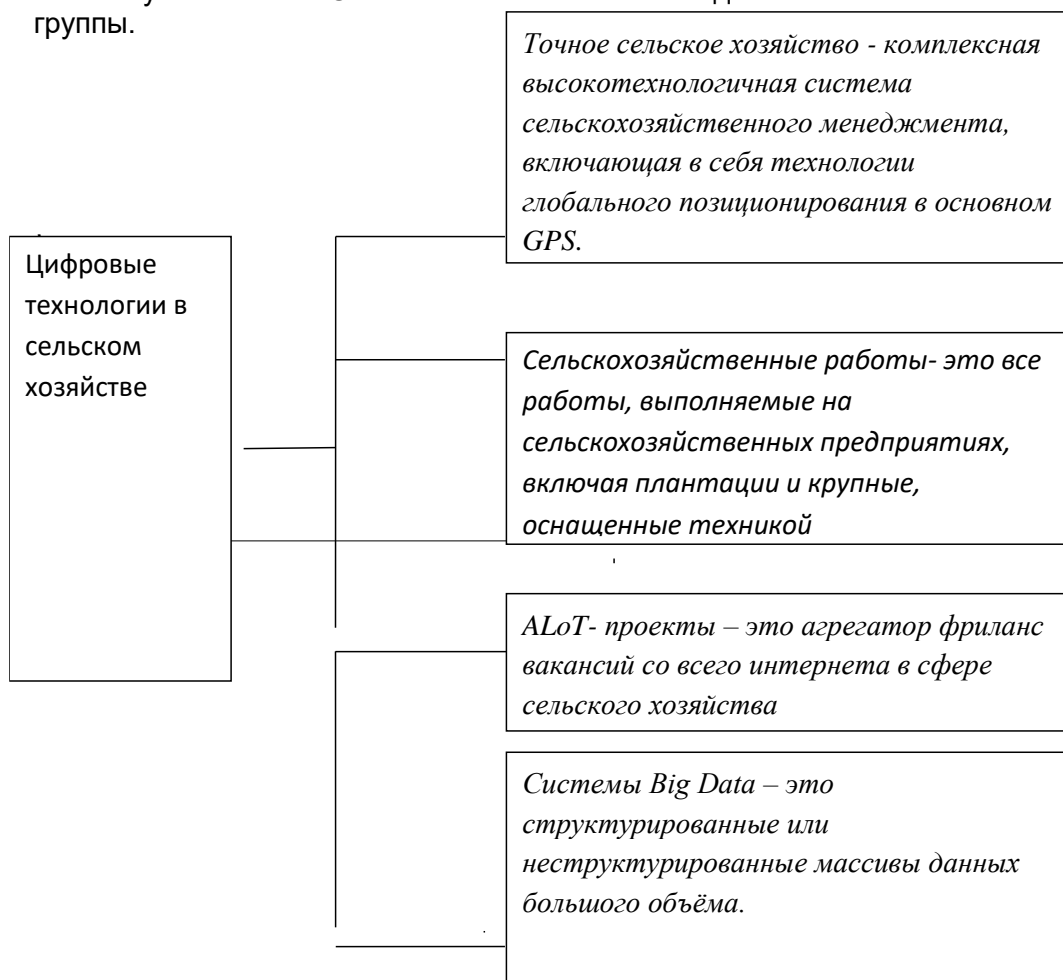 группы.
Точное сельское хозяйство - комплексная
высокотехнологичная система
сельскохозяйственного менеджмента,
включающая в себя технологии
глобального позиционирования в основном
GPS.
Цифровые
технологии в
сельском
хозяйстве
Сельскохозяйственные работы- это все
работы, выполняемые на
сельскохозяйственных предприятиях,
включая плантации и крупные,
оснащенные техникой
ALoT- проекты – это агрегатор фриланс
вакансий со всего интернета в сфере
сельского хозяйства
Системы Big Data – это
структурированные или
неструктурированные массивы данных
большого объёма.